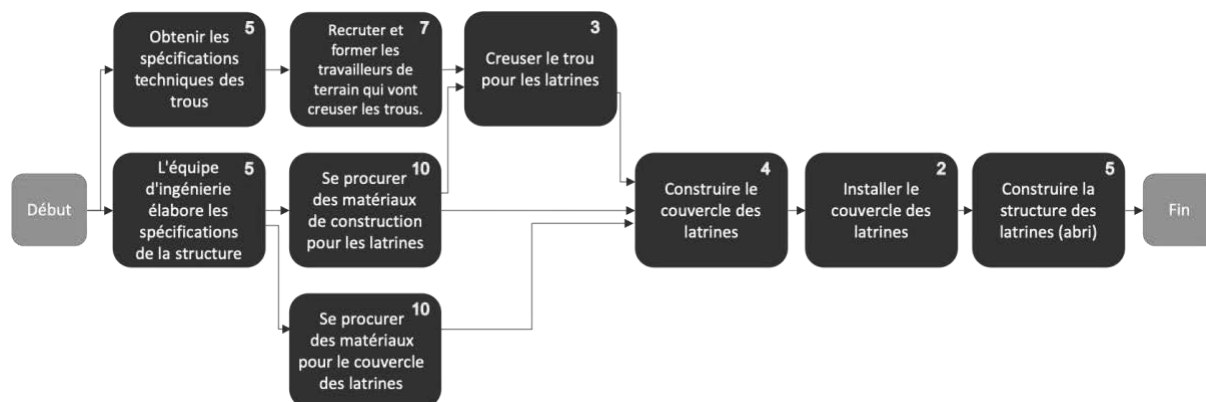 5
Obtenir les
spécifications
techniques des
trous
7
Recruter et
former les
travailleurs de
terrain qui vont
creuser les trous.
3
Creuser le trou
pour les latrines
Début
5
L'équipe
d'ingénierie
élabore les
spécifications
de la structure
10
Se procurer
des matériaux
de construction
pour les latrines
4
Construire le
couvercle des
latrines
2
Installer le
couvercle des
latrines
5
Construire la
structure des
latrines (abri)
Fin
10
Se procurer
des matériaux
pour le couvercle
des latrines